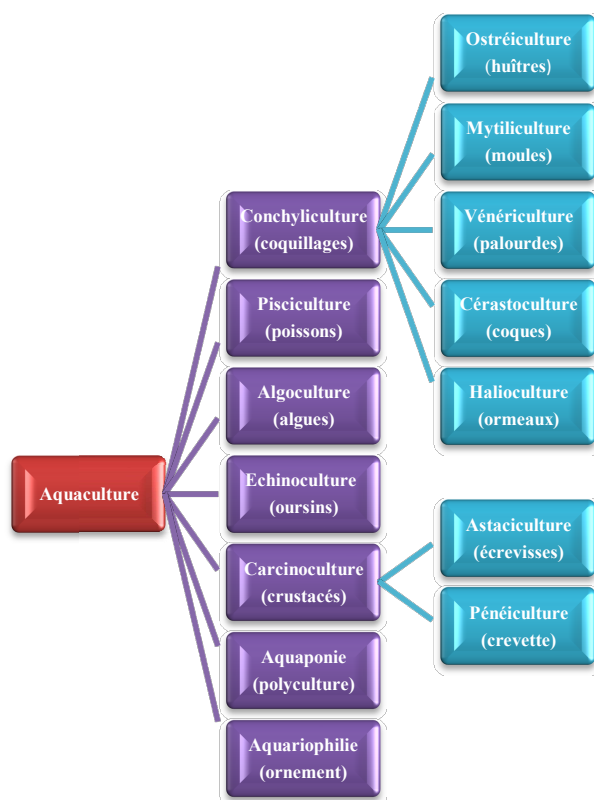 Aquaculture
Conchyliculture
(coquillages)
Pisciculture
(poissons)
Algoculture
(algues)
Echinoculture
(oursins)
Carcinoculture
(crustacés)
Aquaponie
(polyculture)
Aquariophilie
(ornement)
Ostréiculture
(huîtres)
Mytiliculture
(moules)
Vénériculture
(palourdes)
Cérastoculture
(coques)
Halioculture
(ormeaux)
Astaciculture
(écrevisses)
Pénéiculture
(crevette)